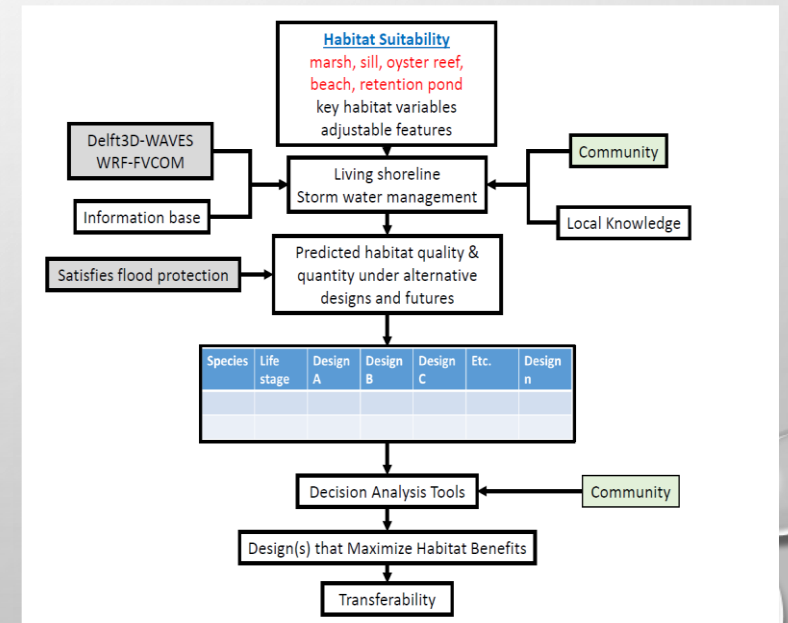 Habitat Suitability
marsh, sill, oyster reef,
beach, retention pond
key habitat variables
adjustable features
Delft3D-WAVES
WRF-FVCOM
Information base
Living shoreline
Storm water management
Community
Local Knowledge
Satisfies flood protection
Predicted habitat quality &
quantity under alternative
designs and futures
Species Life Design Design Design Etc. Design
stage A B C n
Decision Analysis Tools
Community
Design(s) that Maximize Habitat Benefits
Transferability